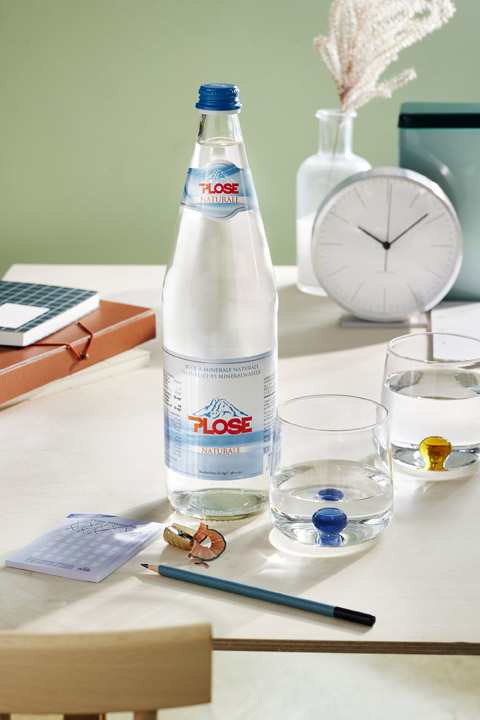 PLOSE
NATURALE
ACQUA MINERALE NATURALE
NATÜRLICHES MINERALWASSER
PLOSE
NATURALE